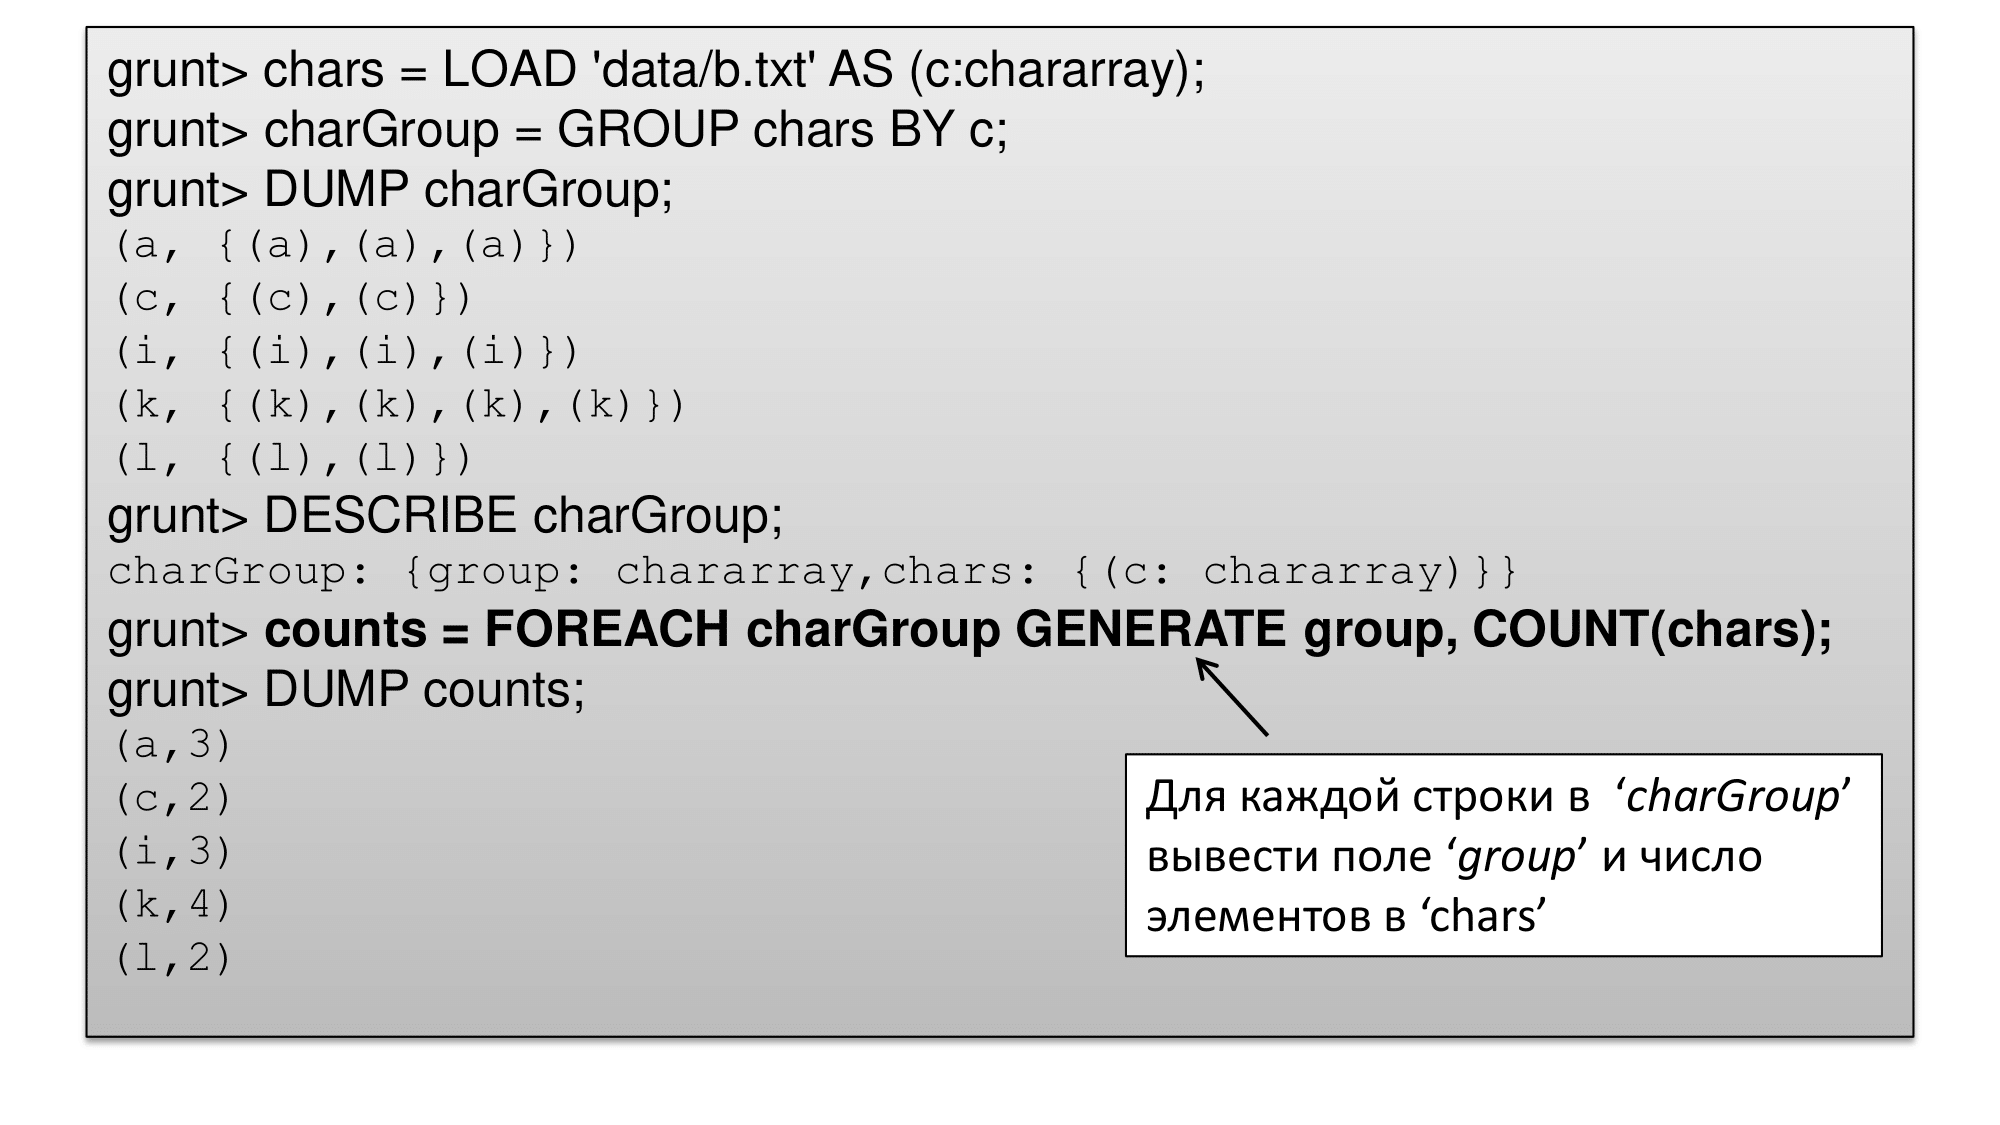 grunt> chars = LOAD 'data/b.txt' AS (c:chararray);
grunt> charGroup = GROUP chars BY c;
grunt> DUMP charGroup;
(a, {(a),(a),(a)})
(c, {(c),(c)})
(i, {(i),(i),(i)})
(k, {(k),(k),(k),(k)})
(l, {(l),(l)})
grunt> DESCRIBE charGroup;
charGroup: {group: chararray,chars: {(c: chararray)}}
grunt> counts = FOREACH charGroup GENERATE group, COUNT(chars);
grunt> DUMP counts;
(a,3)
(c,2)
(i,3)
(k,4)
(l,2)
Для каждой строки в ‘charGroup’
вывести поле ‘group’ и число
элементов в ‘chars’